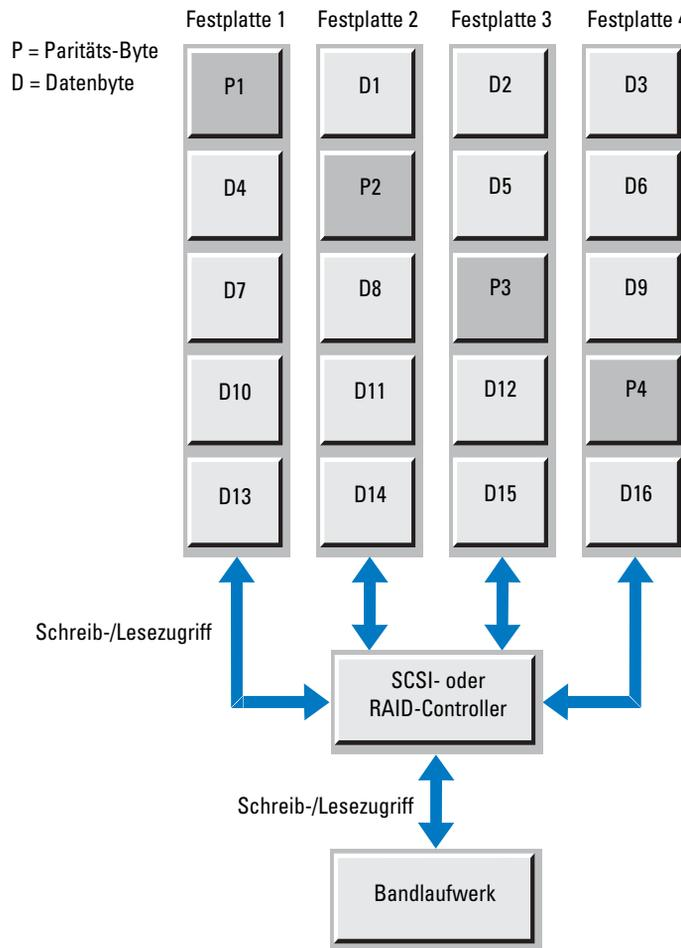 Festplatte 1 Festplatte 2 Festplatte 3 Festplatte 4
P = Paritäts-Byte
D = Datenbyte
P1 D1 D2 D3
D4 P2 D5 D6
D7 D8 P3 D9
D10 D11 D12 P4
D13 D14 D15 D16
Schreib-/Lesezugriff
SCSI- oder
RAID-Controller
Schreib-/Lesezugriff
Bandlaufwerk